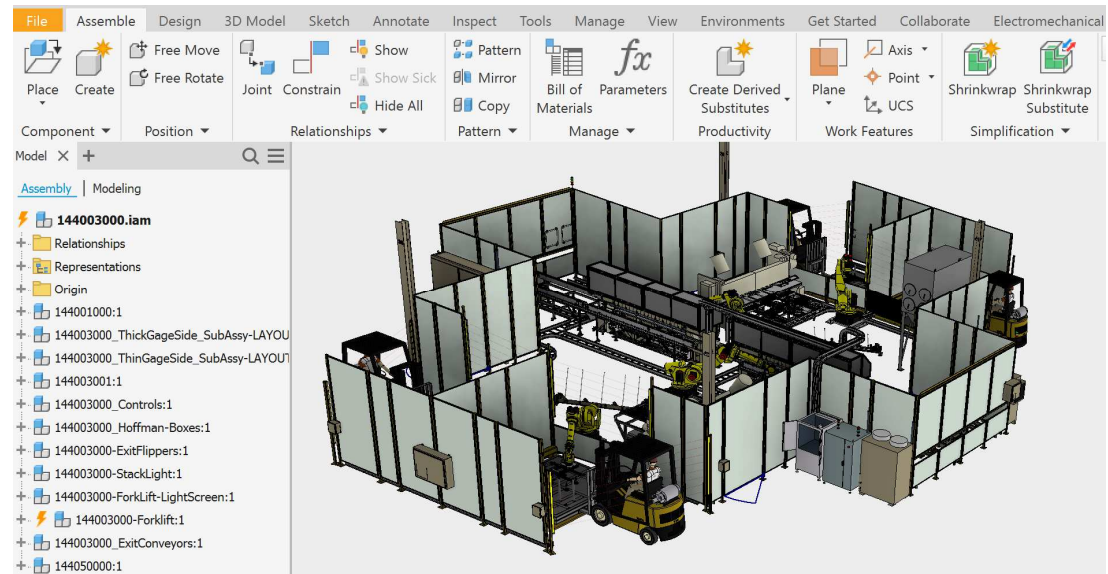 File Assemble Design 3D Model Sketch Annotate Inspect Tools Manage View Environments Get Started Collaborate Electromechanical
Place
Create
Free Move
Free Rotate
Component
Position
Joint
Constrain
Show
Show Sick
Hide All
Relationships
Pattern
Mirror
Copy
Pattern
Bill of
Materials
fx
Parameters
Manage
Create Derived
Substitutes
Productivity
Plane
Axis
Point
UCS
Work Features
Shrinkwrap
Shrinkwrap
Substitute
Simplification
Model
Assembly | Modeling
144003000.iam
Relationships
Representations
Origin
144001000:1
144003000_ThickGageSide_SubAssy-LAYOU
144003000_ThinGageSide_SubAssy-LAYOUT
144003001:1
144003000_Controls:1
144003000_Hoffman-Boxes:1
144003000-ExitFlippers:1
144003000-StackLight:1
144003000-ForkLift-LightScreen:1
144003000-Forklift:1
144003000_ExitConveyors:1
144050000:1